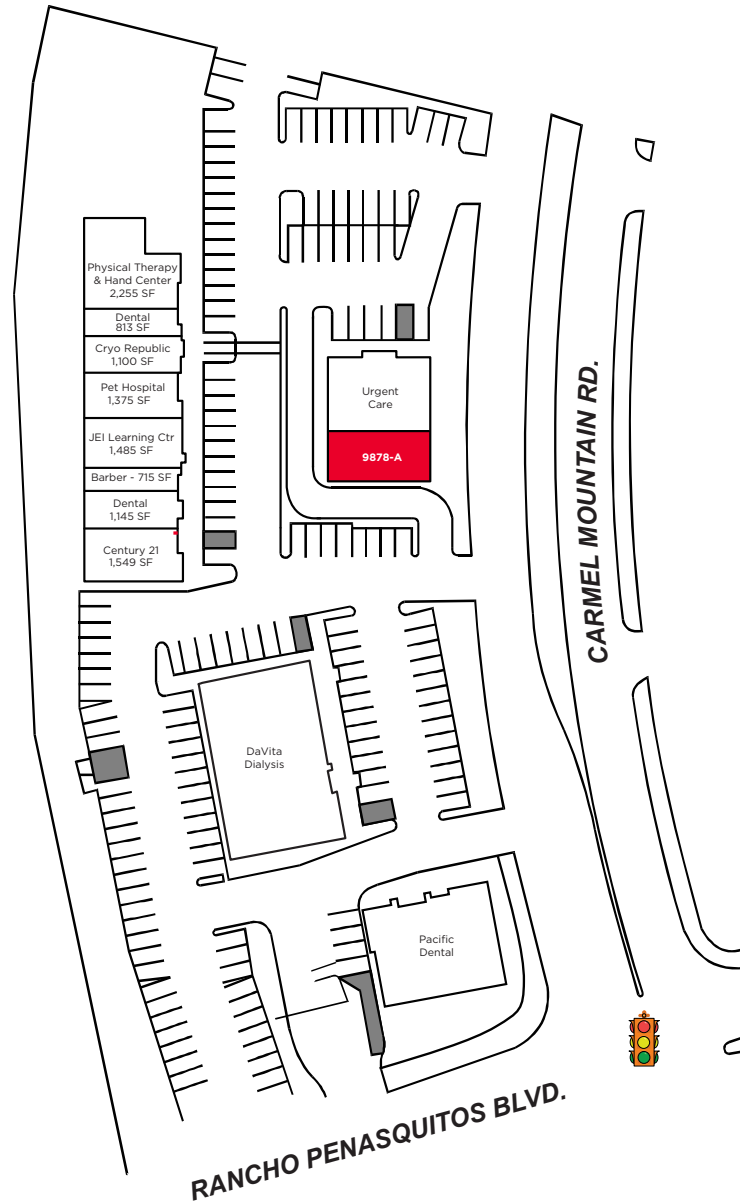 Physical Therapy
& Hand Center
2,255 SF
Dental
813 SF
Cryo Republic
1,100 SF
Pet Hospital
1,375 SF
JEI Learning Ctr
1,485 SF
Barber - 715 SF
Dental
1,145 SF
Century 21
1,549 SF
Urgent
Care
9878-A
CARMEL MOUNTAIN RD.
DaVita
Dialysis
Pacific
Dental
RANCHO PENASQUITOS BLVD.